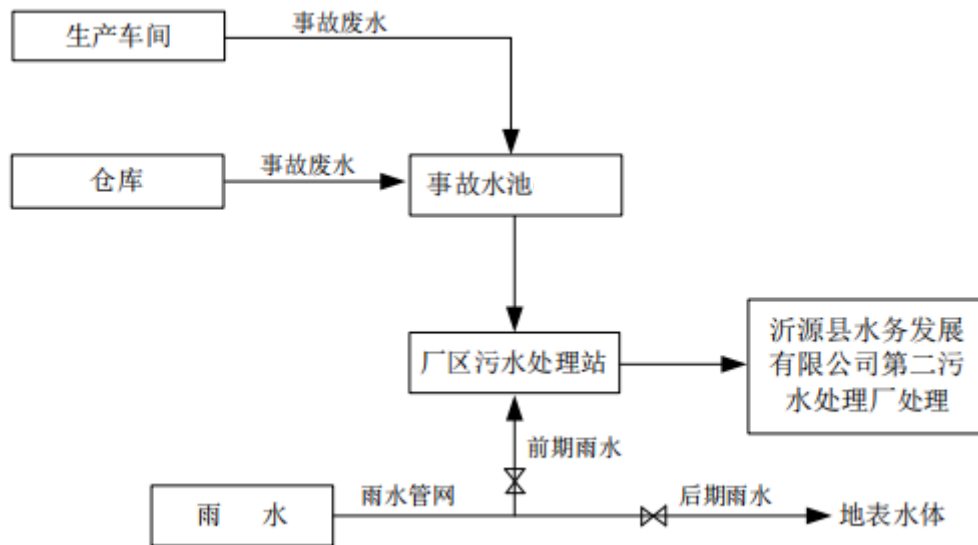 事故废水
生产车间
事故废水
仓库
事故水池
沂源县水务发展
有限公司第二污
水处理厂处理
厂区污水处理站
前期雨水
雨水管网
后期雨水
雨 水
地表水体